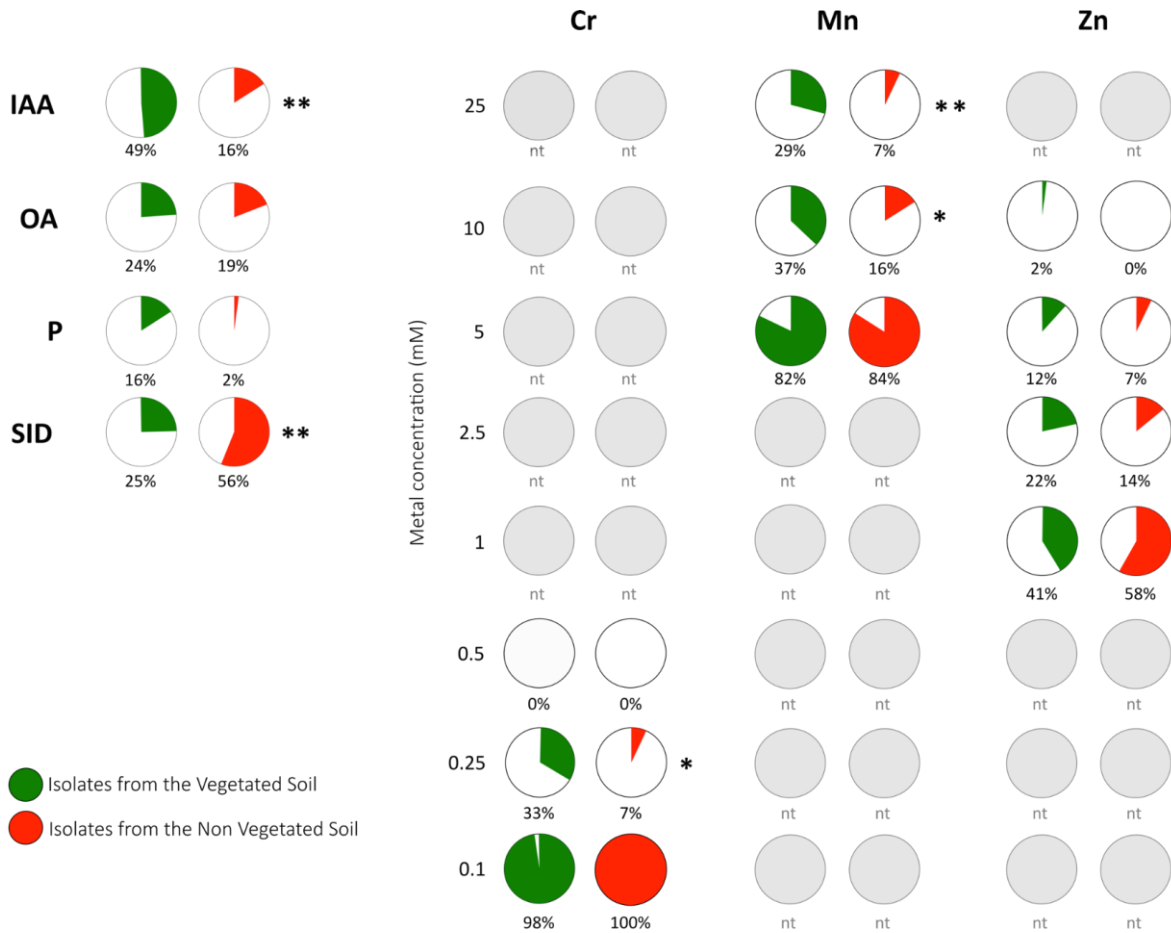 Cr Mn Zn
IAA ** 25 **
49% 16% nt nt 29% 7% nt nt
OA 10 *
24% 19% nt nt 37% 16% 2% 0%
P 5
16% 2% nt nt 82% 84% 12% 7%
SID ** 2.5
25% 56% nt nt nt nt 22% 14%
Metal concentration (mM)
1
nt nt nt nt 41% 58%
0.5
0% 0% nt nt nt nt
0.25 *
33% 7% nt nt nt nt
Isolates from the Vegetated Soil
Isolates from the Non Vegetated Soil
0.1
98% 100% nt nt nt nt